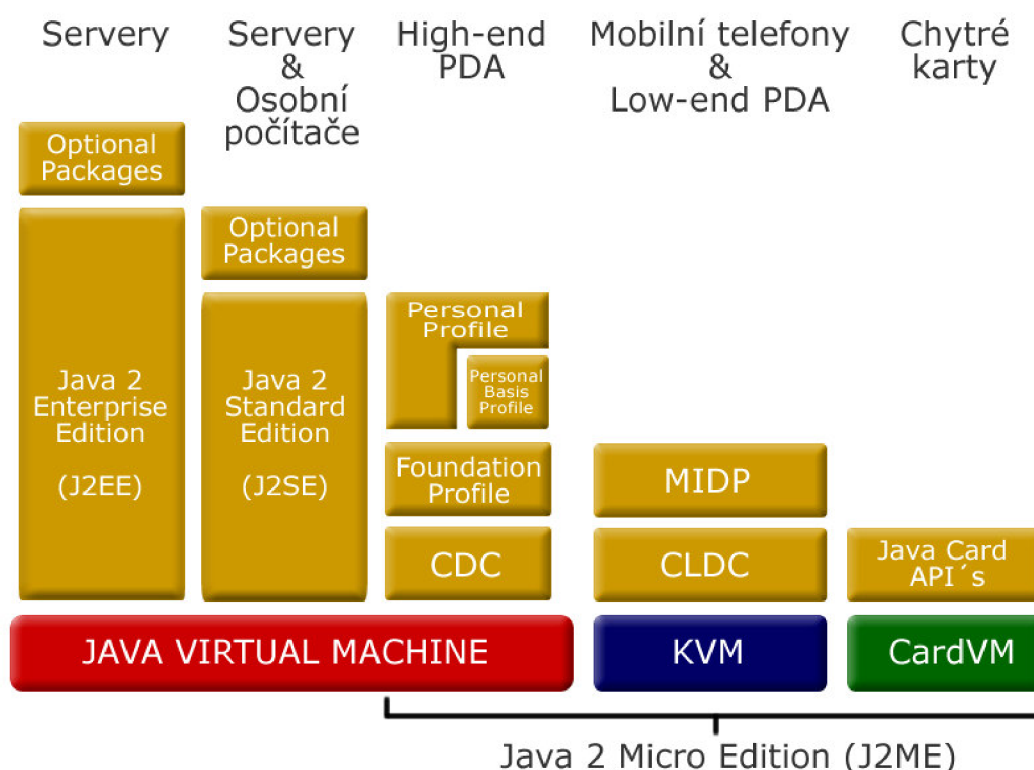 Servery
Servery
&
Osobní
počítače
High-end
PDA
Mobilní telefony
&
Low-end PDA
Chytré
karty
Optional
Packages
Java 2
Enterprise
Edition
(J2EE)
Optional
Packages
Java 2
Standard
Edition
(J2SE)
Personal
Profile
Personal
Basis
Profile
Foundation
Profile
CDC
MIDP
CLDC
Java Card
API´s
JAVA VIRTUAL MACHINE
KVM
CardVM
Java 2 Micro Edition (J2ME)